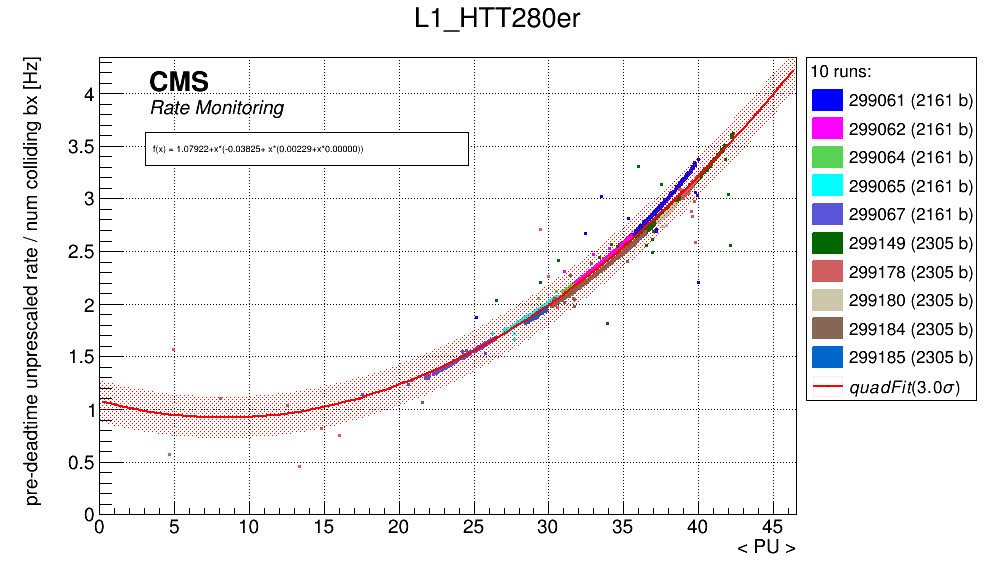 L1_HTT280er
pre-deadtime unprescaled rate / num colliding bx [Hz]
CMS
Rate Monitoring
f(x) = 1.07922+x*(-0.03825+ x*(0.00229+x*0.00000))
4
3.5
3
2.5
2
1.5
1
0.5
0
0 5 10 15 20 25 30 35 40 45
< PU >
10 runs:
299061 (2161 b)
299062 (2161 b)
299064 (2161 b)
299065 (2161 b)
299067 (2161 b)
299149 (2305 b)
299178 (2305 b)
299180 (2305 b)
299184 (2305 b)
299185 (2305 b)
quadFit(3.0σ)